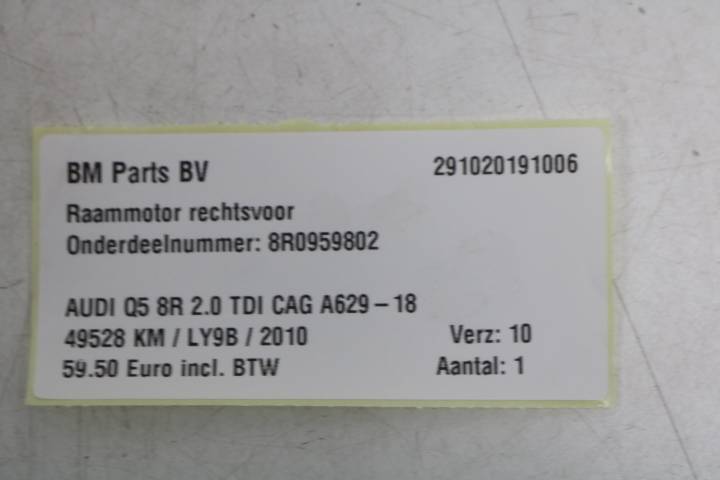 BM Parts BV 291020191006
Raammotor rechtsvoor
Onderdeelnummer: 8R0959802
AUDI Q5 8R 2.0 TDI CAG A629-18
49528 KM / LY9B / 2010 Verz: 10
59.50 Euro incl. BTW Aantal: 1